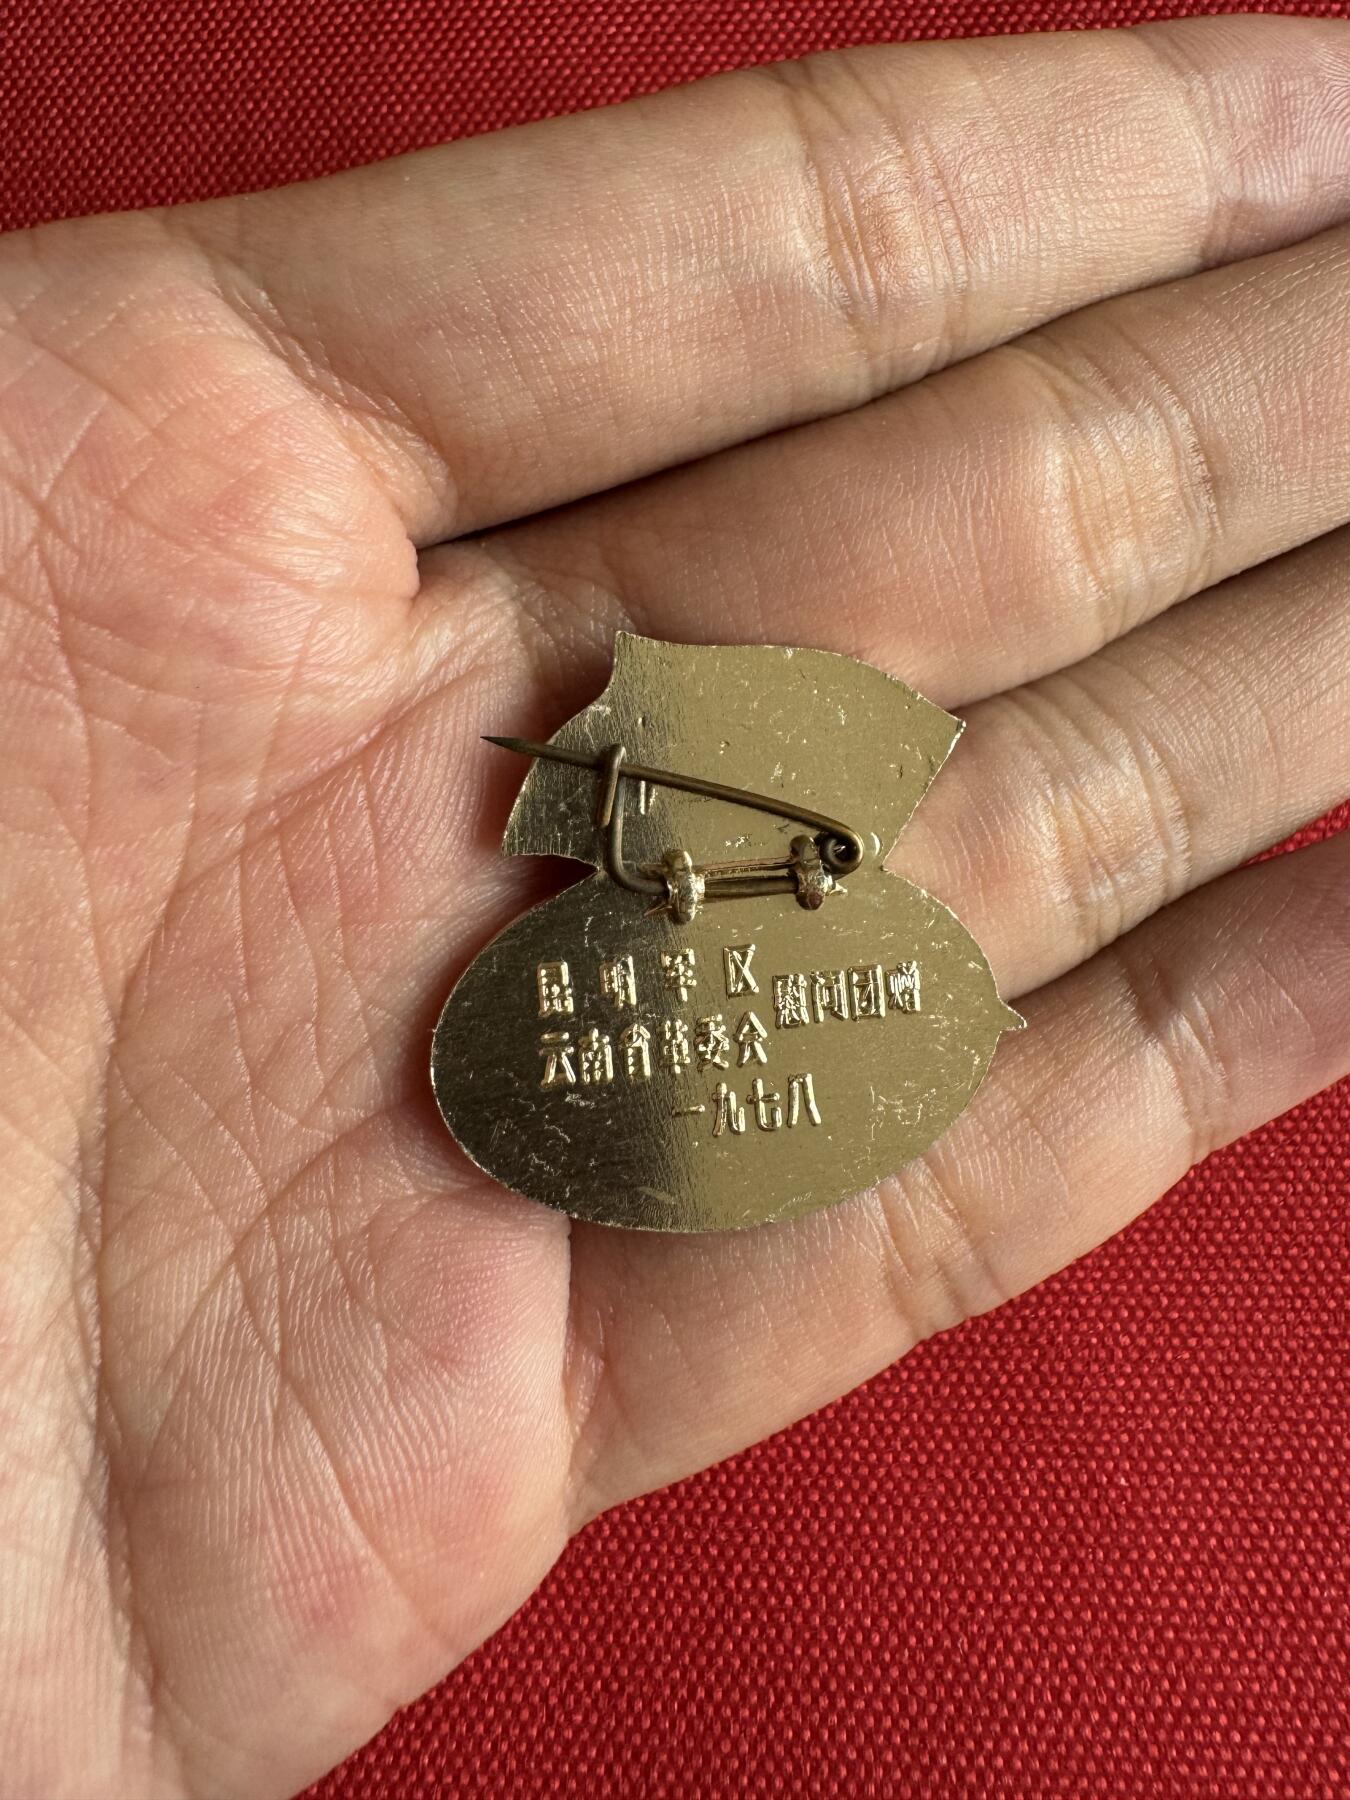 昆明军区
云南省革委会
慰问团赠
一九七八